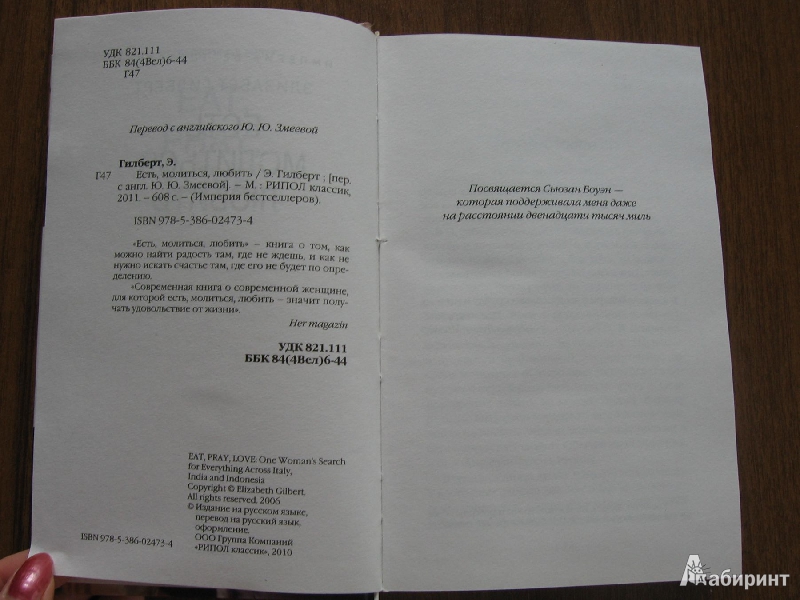 УДК 821.111
ББК 84(4Вел)6-44
Г47
Перевод с английского Ю. Ю. Змеевой
Гилберт, Э.
Г47 Есть, молиться, любить / Э. Гилберт ; [пер.
с англ. Ю. Ю. Змеевой]. – М. : РИПОЛ классик,
2011. – 608 с. – (Империя бестселлеров).
ISBN 978-5-386-02473-4
«Есть, молиться, любить» – книга о том, как
можно найти радость там, где не ждешь, и как не
нужно искать счастье там, где его не будет по опре-
делению.
«Современная книга о современной женщине,
для которой есть, молиться, любить – значит полу-
чать удовольствие от жизни».
Her magazin
УДК 821.111
ББК 84(4Вел)6-44
EAT, PRAY, LOVE: One Woman's Search
for Everything Across Italy,
India and Indonesia
Copyright © Elizabeth Gilbert.
All rights reserved. 2006
© Издание на русском языке,
перевод на русский язык,
оформление.
ООО Группа Компаний
«РИПОЛ классик», 2010
ISBN 978-5-386-02473-4
Посвящается Сьюзан Боуэн —
которая поддерживала меня даже
на расстоянии двенадцати тысяч миль
Лабиринт